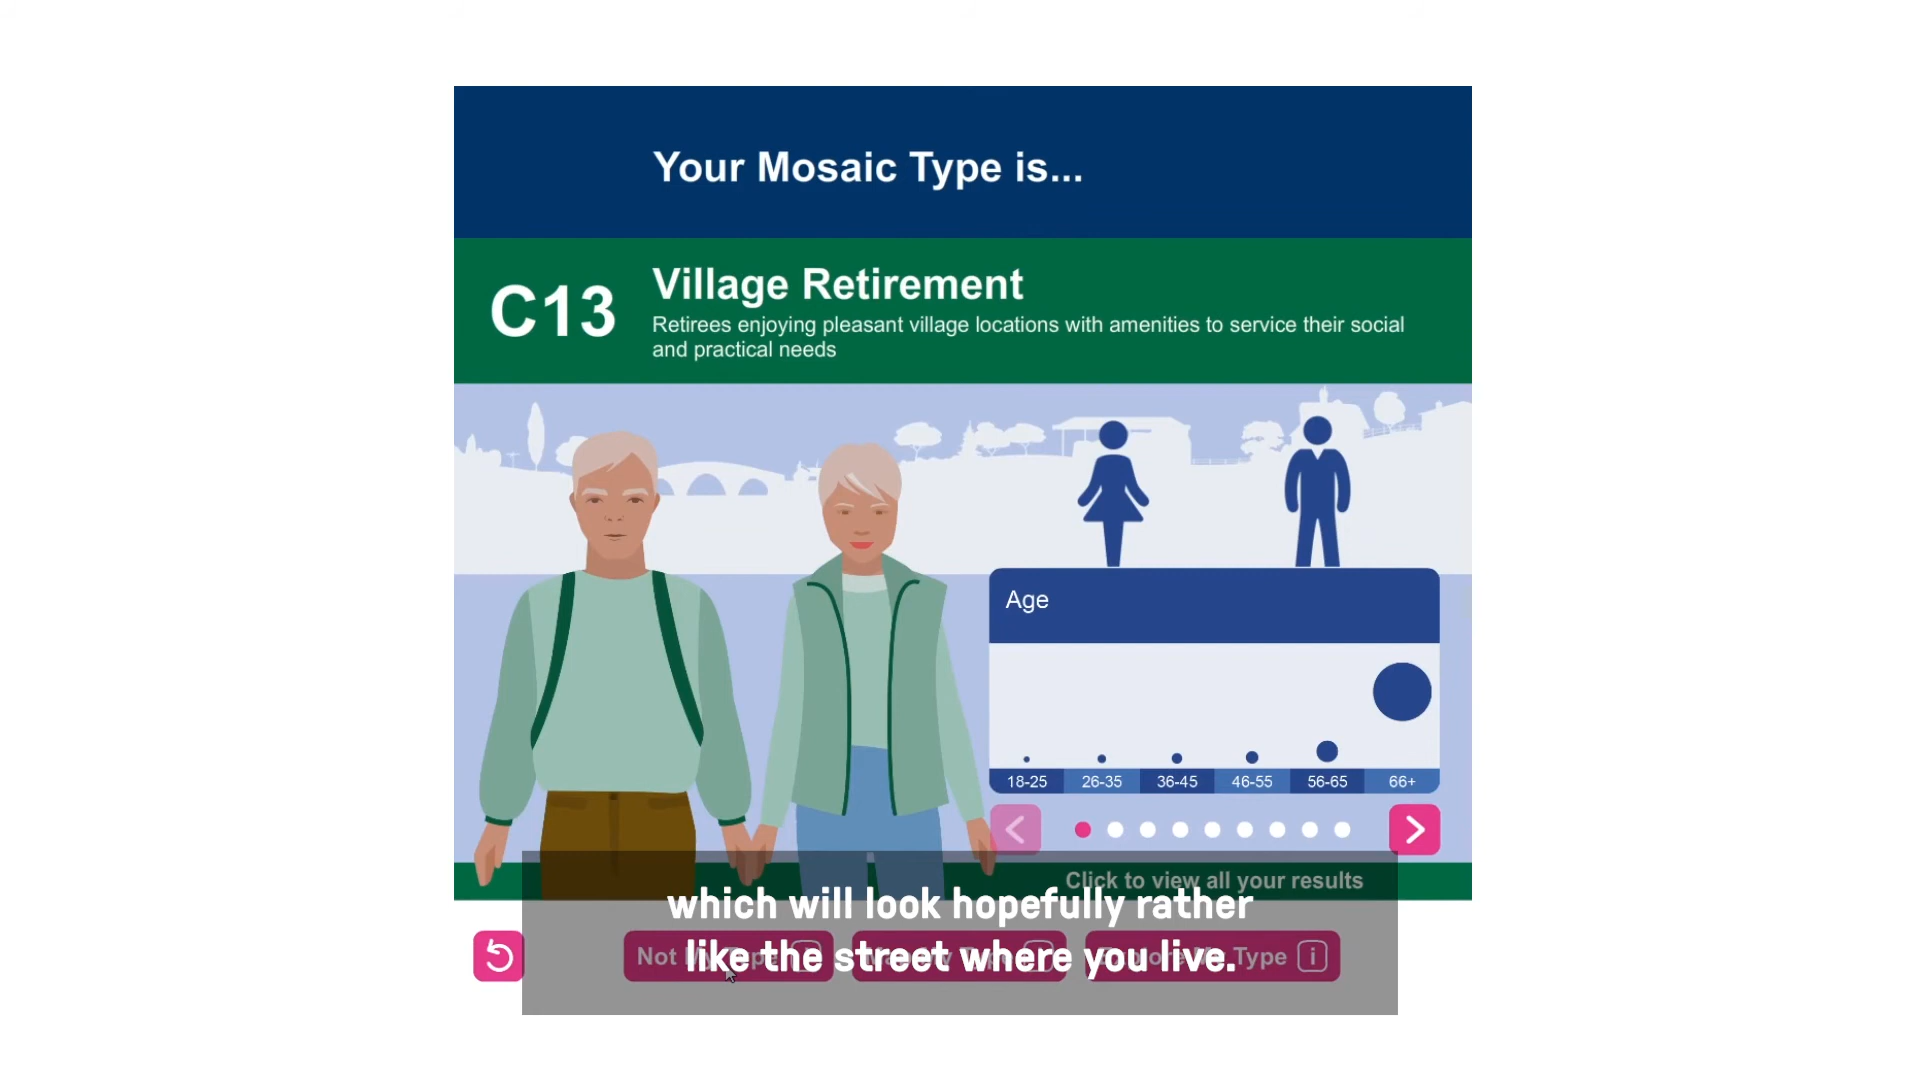 Your Mosaic Type is...
C13
Village Retirement
Retirees enjoying pleasant village locations with amenities to service their social
and practical needs
Age
18-25 26-35 36-45 46-55 56-65 66+
Click to view all your results
which will look hopefully rather
like the street where you live.
Not My Type
Type